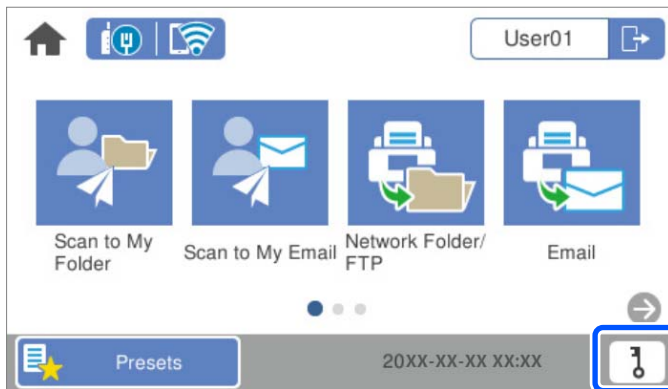 User01
Scan to My
Folder
Scan to My Email
Network Folder/
FTP
Email
Presets
20XX-XX-XX XX:XX